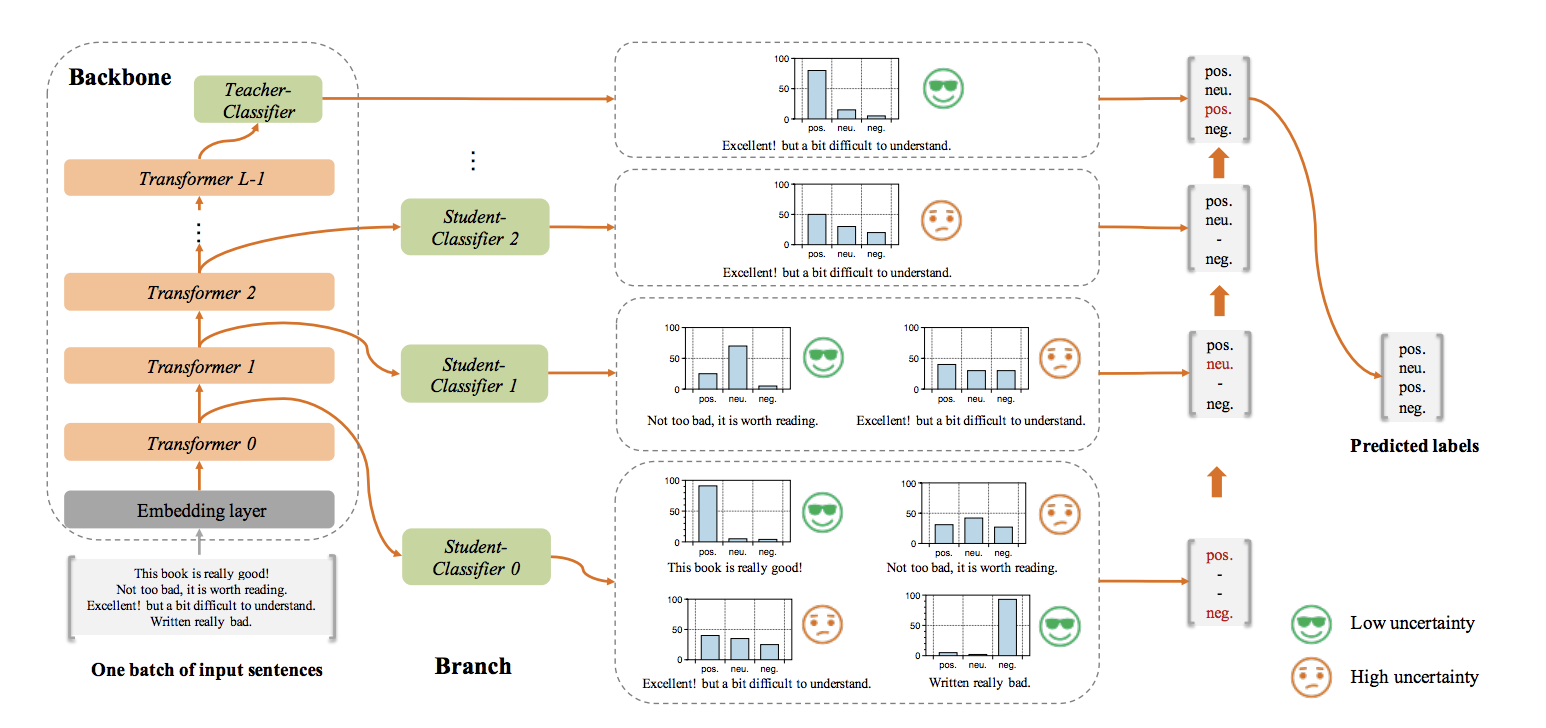 Backbone
Teacher-
Classifier
Transformer L-1
⋮
Transformer 2
Transformer 1
Transformer 0
Embedding layer
This book is really good!
Not too bad, it is worth reading.
Excellent! but a bit difficult to understand.
Written really bad.
One batch of input sentences
⋮
Student-
Classifier 2
Student-
Classifier 1
Student-
Classifier 0
Branch
100
50
0
pos. neu. neg.
Excellent! but a bit difficult to understand.
100
50
0
pos. neu. neg.
Excellent! but a bit difficult to understand.
100
50
0
pos. neu. neg.
Not too bad, it is worth reading.
100
50
0
pos. neu. neg.
Excellent! but a bit difficult to understand.
100
50
0
pos. neu. neg.
This book is really good!
100
50
0
pos. neu. neg.
Not too bad, it is worth reading.
100
50
0
pos. neu. neg.
Excellent! but a bit difficult to understand.
100
50
0
pos. neu. neg.
Written really bad.
pos.
neu.
pos.
neg.
pos.
neu.
-
neg.
pos.
neu.
-
neg.
pos.
-
-
neg.
pos.
neu.
pos.
neg.
Predicted labels
Low uncertainty
High uncertainty